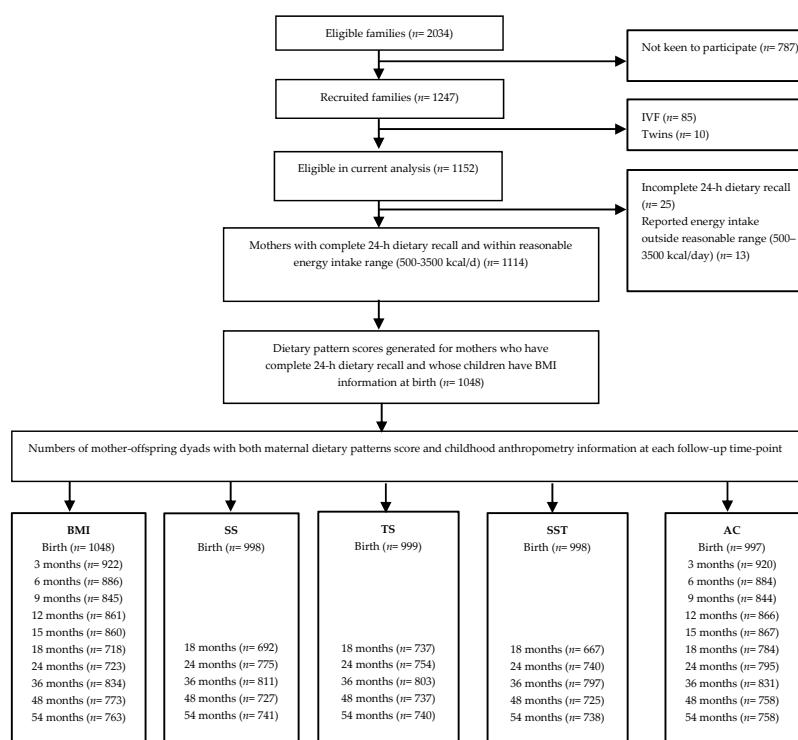 Eligible families (n= 2034)
Not keen to participate (n= 787)
Recruited families (n= 1247)
IVF (n= 85)
Twins (n= 10)
Eligible in current analysis (n= 1152)
Incomplete 24-h dietary recall
(n= 25)
Reported energy intake
outside reasonable range (500–
3500 kcal/day) (n= 13)
Mothers with complete 24-h dietary recall and within reasonable
energy intake range (500-3500 kcal/d) (n= 1114)
Dietary pattern scores generated for mothers who have
complete 24-h dietary recall and whose children have BMI
information at birth (n= 1048)
Numbers of mother-offspring dyads with both maternal dietary patterns score and childhood anthropometry information at each follow-up time-point
BMI
Birth (n= 1048)
3 months (n= 922)
6 months (n= 886)
9 months (n= 845)
12 months (n= 861)
15 months (n= 860)
18 months (n= 718)
24 months (n= 723)
36 months (n= 834)
48 months (n= 773)
54 months (n= 763)
SS
Birth (n= 998)
18 months (n= 692)
24 months (n= 775)
36 months (n= 811)
48 months (n= 727)
54 months (n= 741)
TS
Birth (n= 999)
18 months (n= 737)
24 months (n= 754)
36 months (n= 803)
48 months (n= 737)
54 months (n= 740)
SST
Birth (n= 998)
18 months (n= 667)
24 months (n= 740)
36 months (n= 797)
48 months (n= 725)
54 months (n= 738)
AC
Birth (n= 997)
3 months (n= 920)
6 months (n= 884)
9 months (n= 844)
12 months (n= 866)
15 months (n= 867)
18 months (n= 784)
24 months (n= 795)
36 months (n= 831)
48 months (n= 758)
54 months (n= 758)